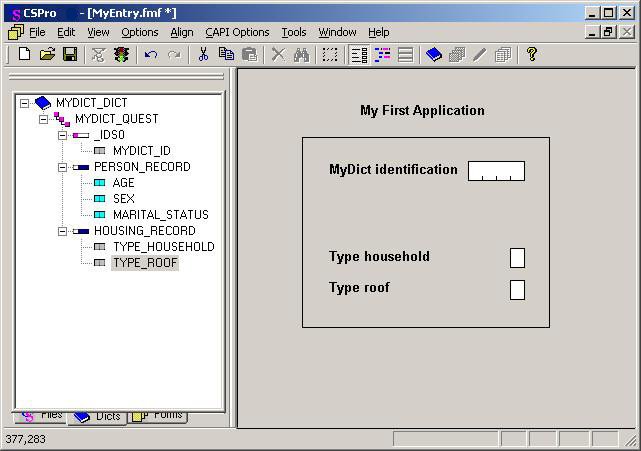 CSPro - [MyEntry.fmf *]
File Edit View Options Align CAPI Options Tools Window Help
MYDICT_DICT
MYDICT_QUEST
_IDS0
MYDICT_ID
PERSON_RECORD
AGE
SEX
MARITAL_STATUS
HOUSING_RECORD
TYPE_HOUSEHOLD
TYPE_ROOF
My First Application
MyDict identification
Type household
Type roof
Files Dicts Forms
377,283